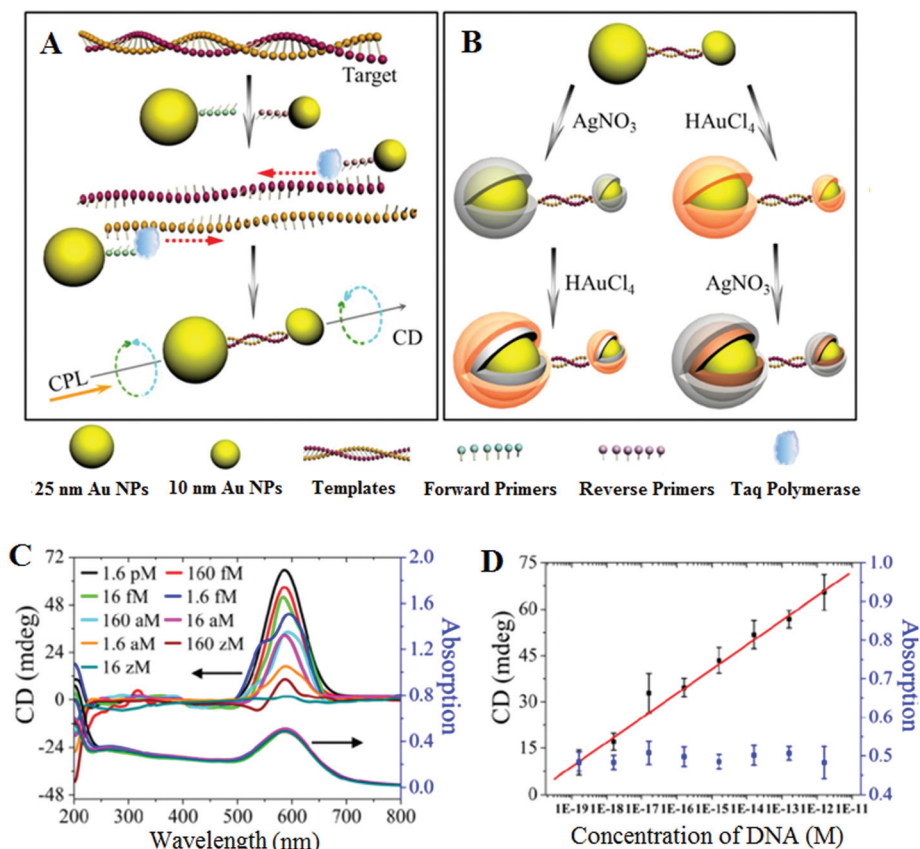 A
Target
CPL
CD
B
AgNO3
HAuCl4
HAuCl4
AgNO3
25 nm Au NPs
10 nm Au NPs
Templates
Forward Primers
Reverse Primers
Taq Polymerase
C
CD (mdeg)
72
48
24
0
-24
-48
1.6 pM
160 fM
16 fM
1.6 fM
160 aM
16 aM
1.6 aM
160 zM
16 zM
2.0
1.6
1.2
0.8
0.4
0.0
Absorption
200 300 400 500 600 700 800
Wavelength (nm)
D
CD (mdeg)
75
60
45
30
15
0
1.0
0.9
0.8
0.7
0.6
0.5
0.4
Absorption
1E-19 1E-18 1E-17 1E-16 1E-15 1E-14 1E-13 1E-12 1E-11
Concentration of DNA (M)